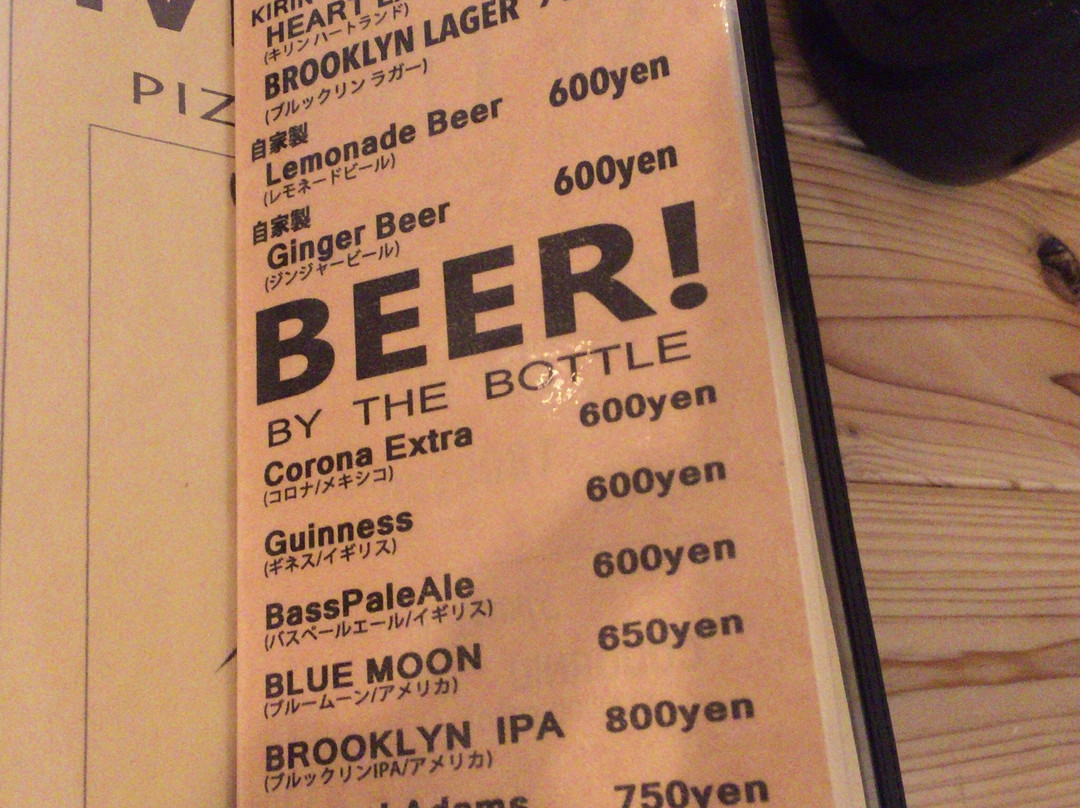 PIZ
KIRIN
HEART
(キリン ハートランド)
BROOKLYN LAGER
(ブルックリン ラガー)
自家製
Lemonade Beer 600yen
(レモネードビール)
自家製
Ginger Beer 600yen
(ジンジャービール)
BEER!
BY THE BOTTLE
Corona Extra 600yen
(コロナ/メキシコ)
Guinness 600yen
(ギネス/イギリス)
BassPaleAle 600yen
(バスペールエール/イギリス)
BLUE MOON 650yen
(ブルームーン/アメリカ)
BROOKLYN IPA 800yen
(ブルックリンIPA/アメリカ)
Adams 750yen